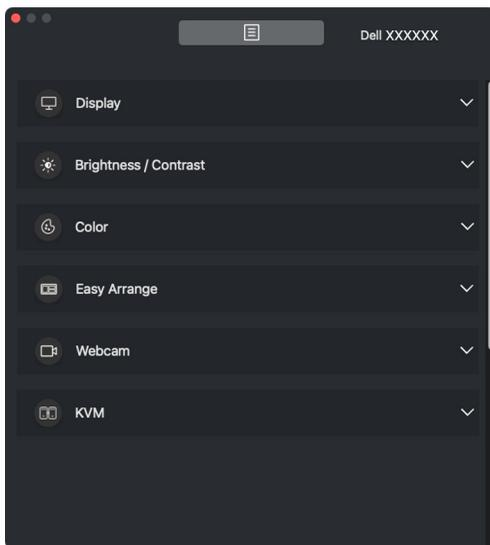 Dell XXXXXX
Display
Brightness / Contrast
Color
Easy Arrange
Webcam
KVM